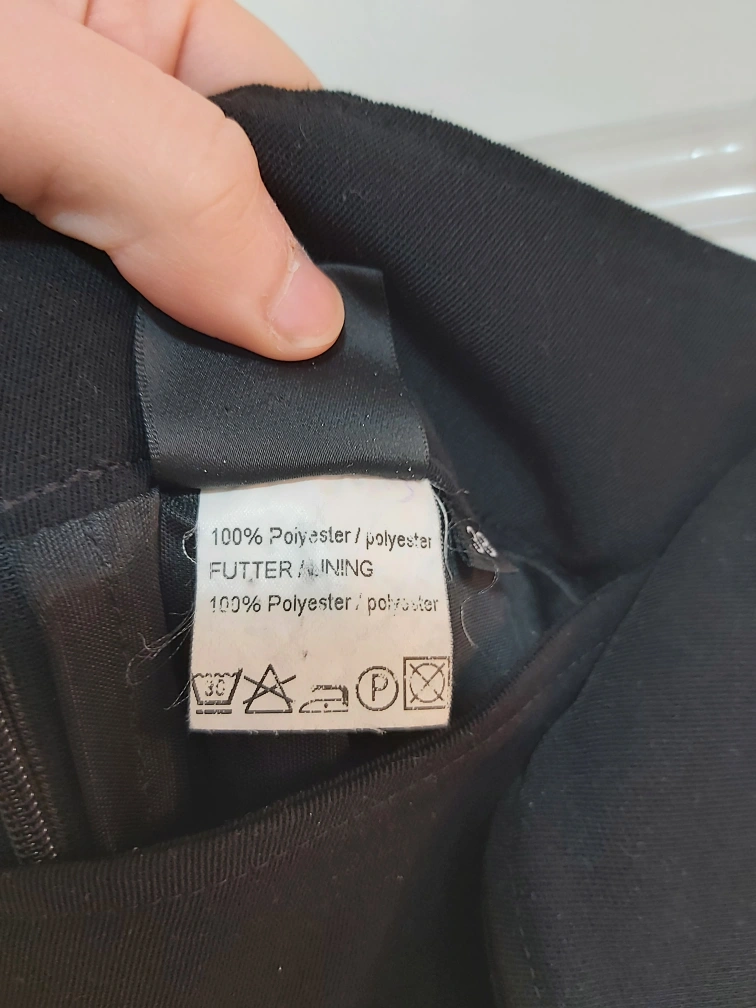 100% Polyester / polyester
FUTTER / LINING
100% Polyester / polyester
30
P